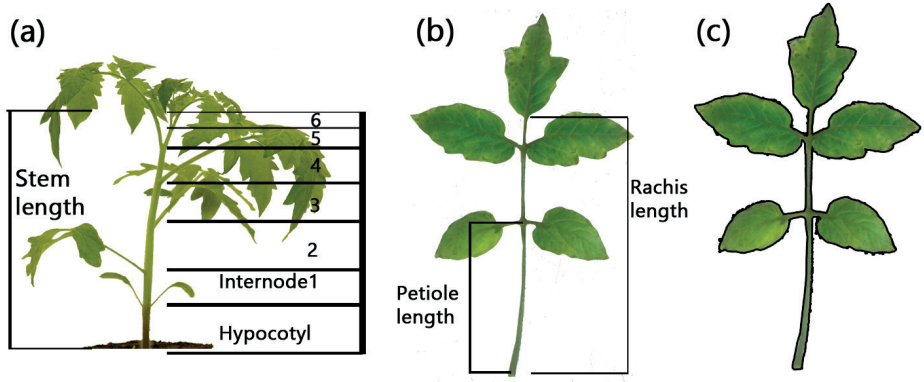 (a)
Stem
length
6
5
4
3
2
Internode1
Hypocotyl
(b)
Petiole
length
Rachis
length
(c)